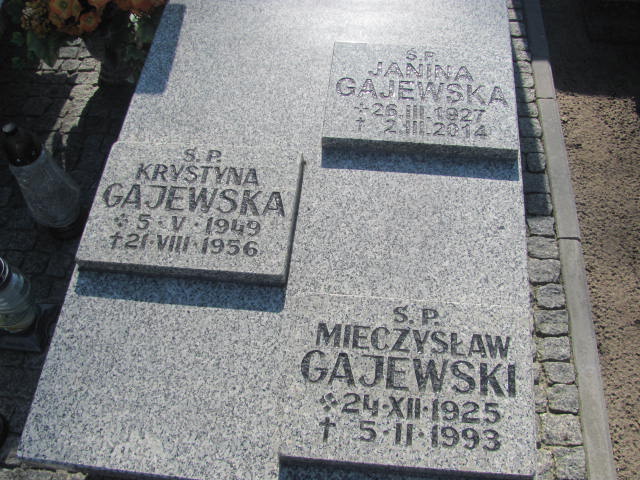 Ś.P.
JANINA
GAJEWSKA
* 26.III.1927
† 2.III.2014
Ś.P.
KRYSTYNA
GAJEWSKA
* 5·V·1949
† 21·VIII·1956
Ś.P.
MIECZYSŁAW
GAJEWSKI
* 24·XII·1925
† 5·II·1993